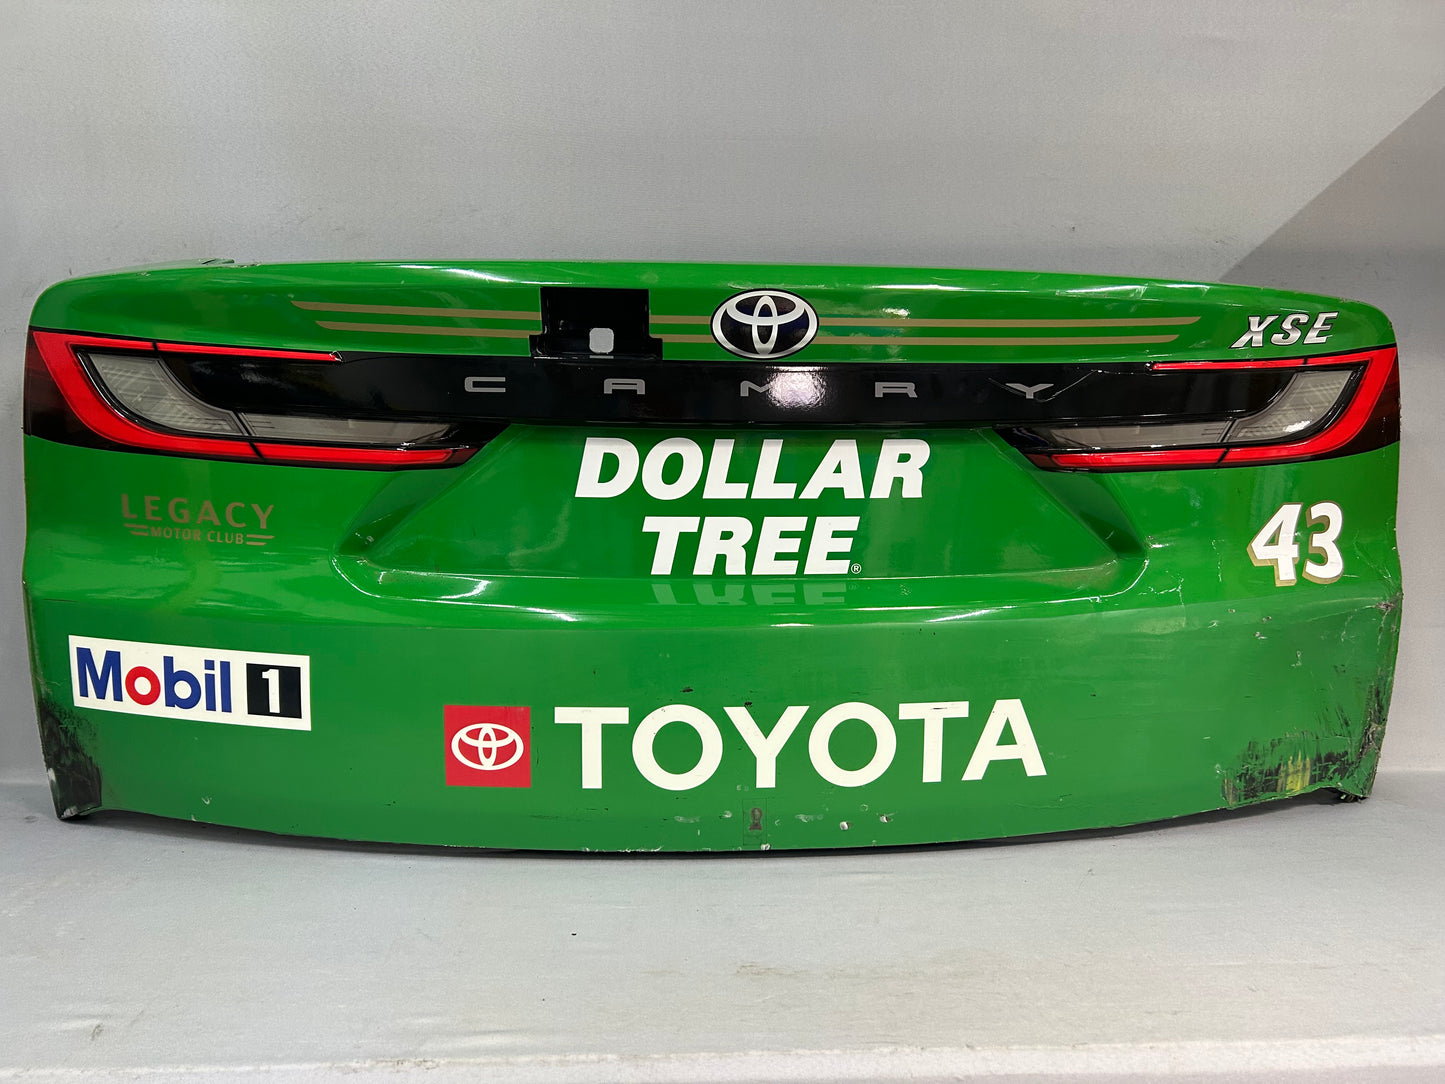 XSE
CAMRY
DOLLAR
TREE®
LEGACY
MOTOR CLUB
43
Mobil 1
TOYOTA